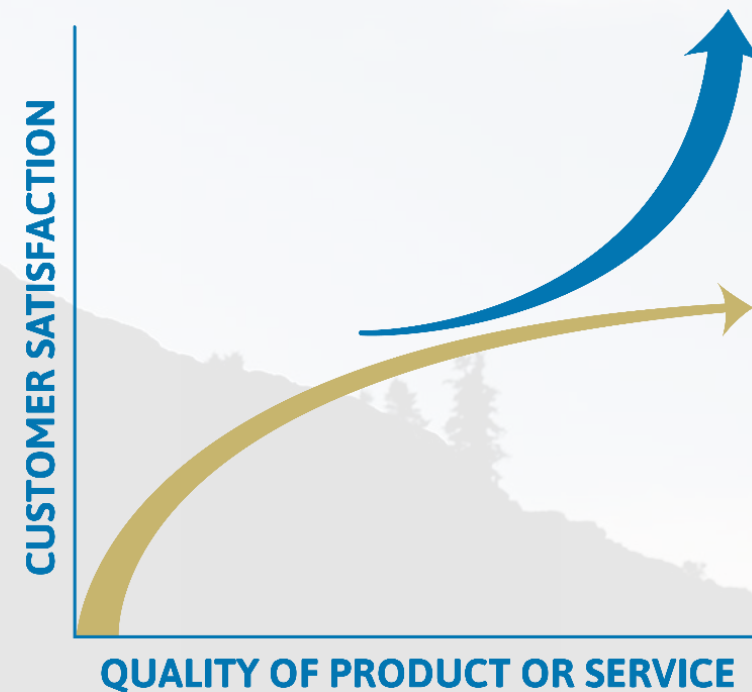 CUSTOMER SATISFACTION
QUALITY OF PRODUCT OR SERVICE